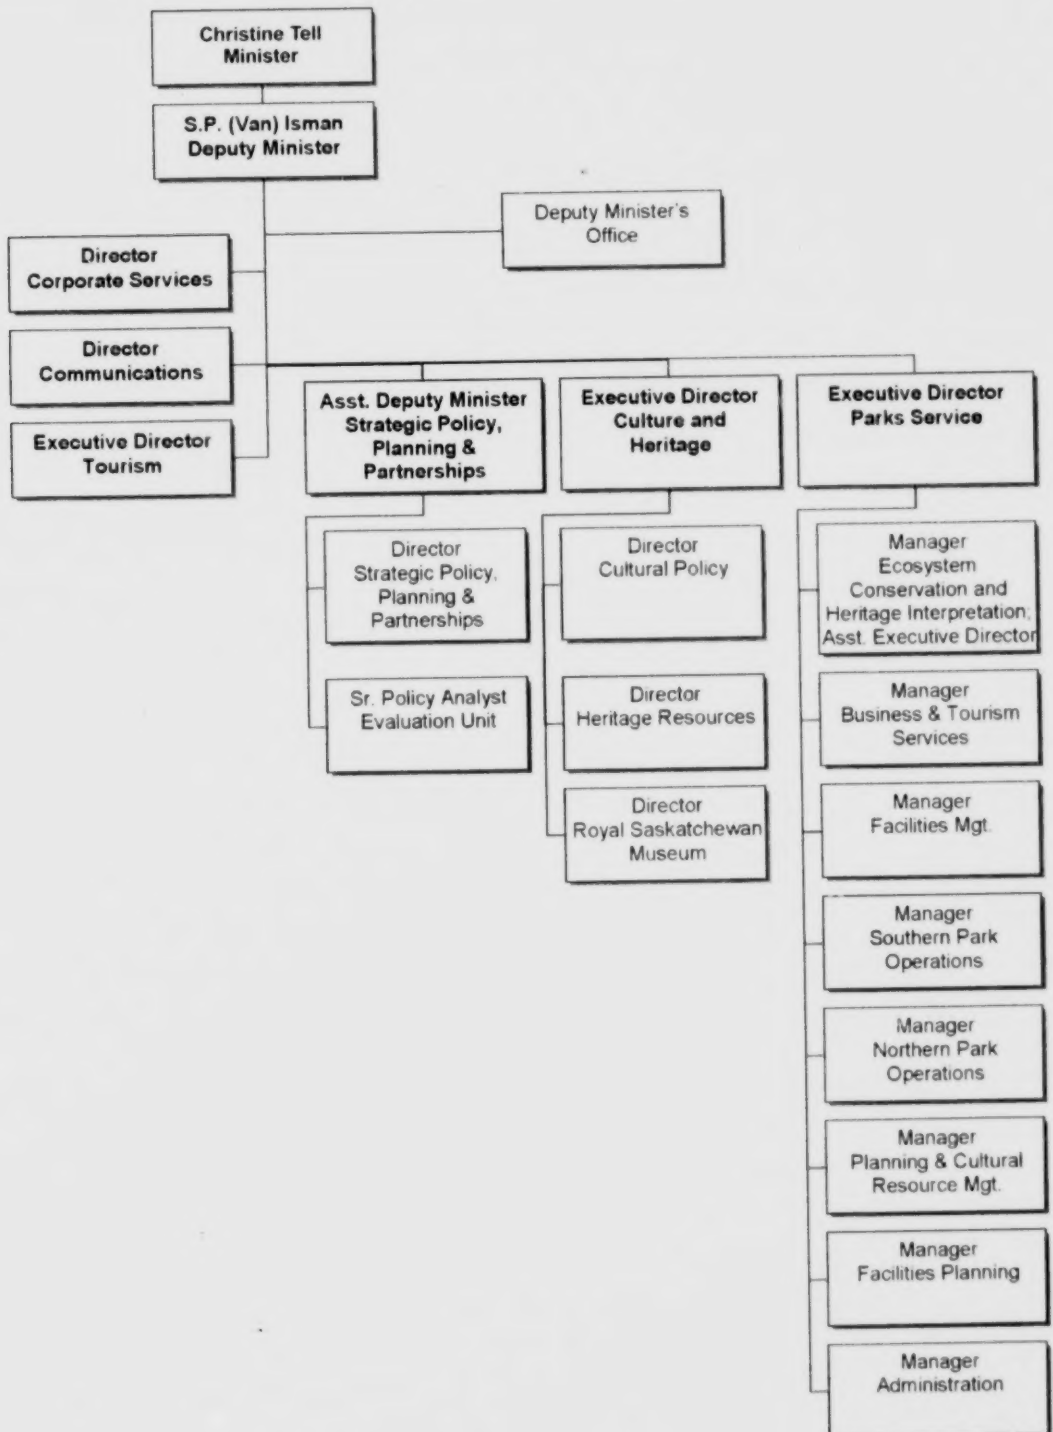 Christine Tell
Minister
S.P. (Van) Isman
Deputy Minister
Deputy Minister's
Office
Director
Corporate Services
Director
Communications
Executive Director
Tourism
Asst. Deputy Minister
Strategic Policy,
Planning &
Partnerships
Executive Director
Culture and
Heritage
Executive Director
Parks Service
Director
Strategic Policy,
Planning &
Partnerships
Sr. Policy Analyst
Evaluation Unit
Director
Cultural Policy
Director
Heritage Resources
Director
Royal Saskatchewan
Museum
Manager
Ecosystem
Conservation and
Heritage Interpretation;
Asst. Executive Director
Manager
Business & Tourism
Services
Manager
Facilities Mgt.
Manager
Southern Park
Operations
Manager
Northern Park
Operations
Manager
Planning & Cultural
Resource Mgt.
Manager
Facilities Planning
Manager
Administration